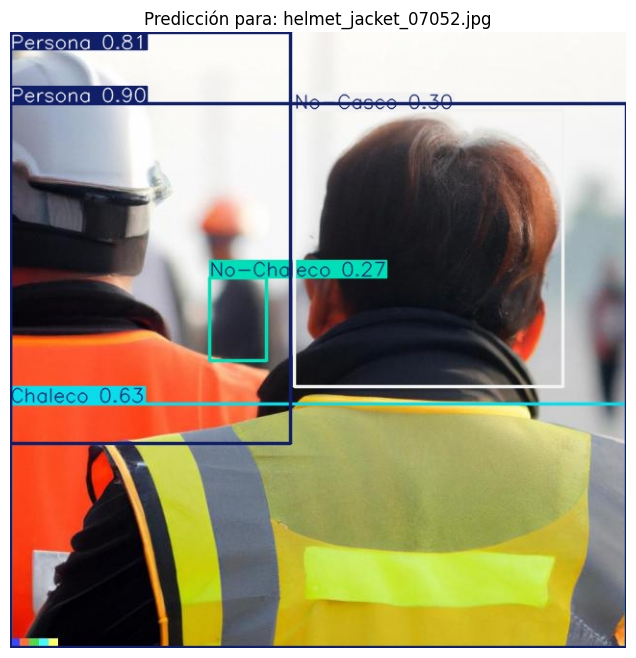 Predicción para: helmet_jacket_07052.jpg
Persona 0.81
Persona 0.90
No-Casco 0.30
No-Chaleco 0.27
Chaleco 0.63